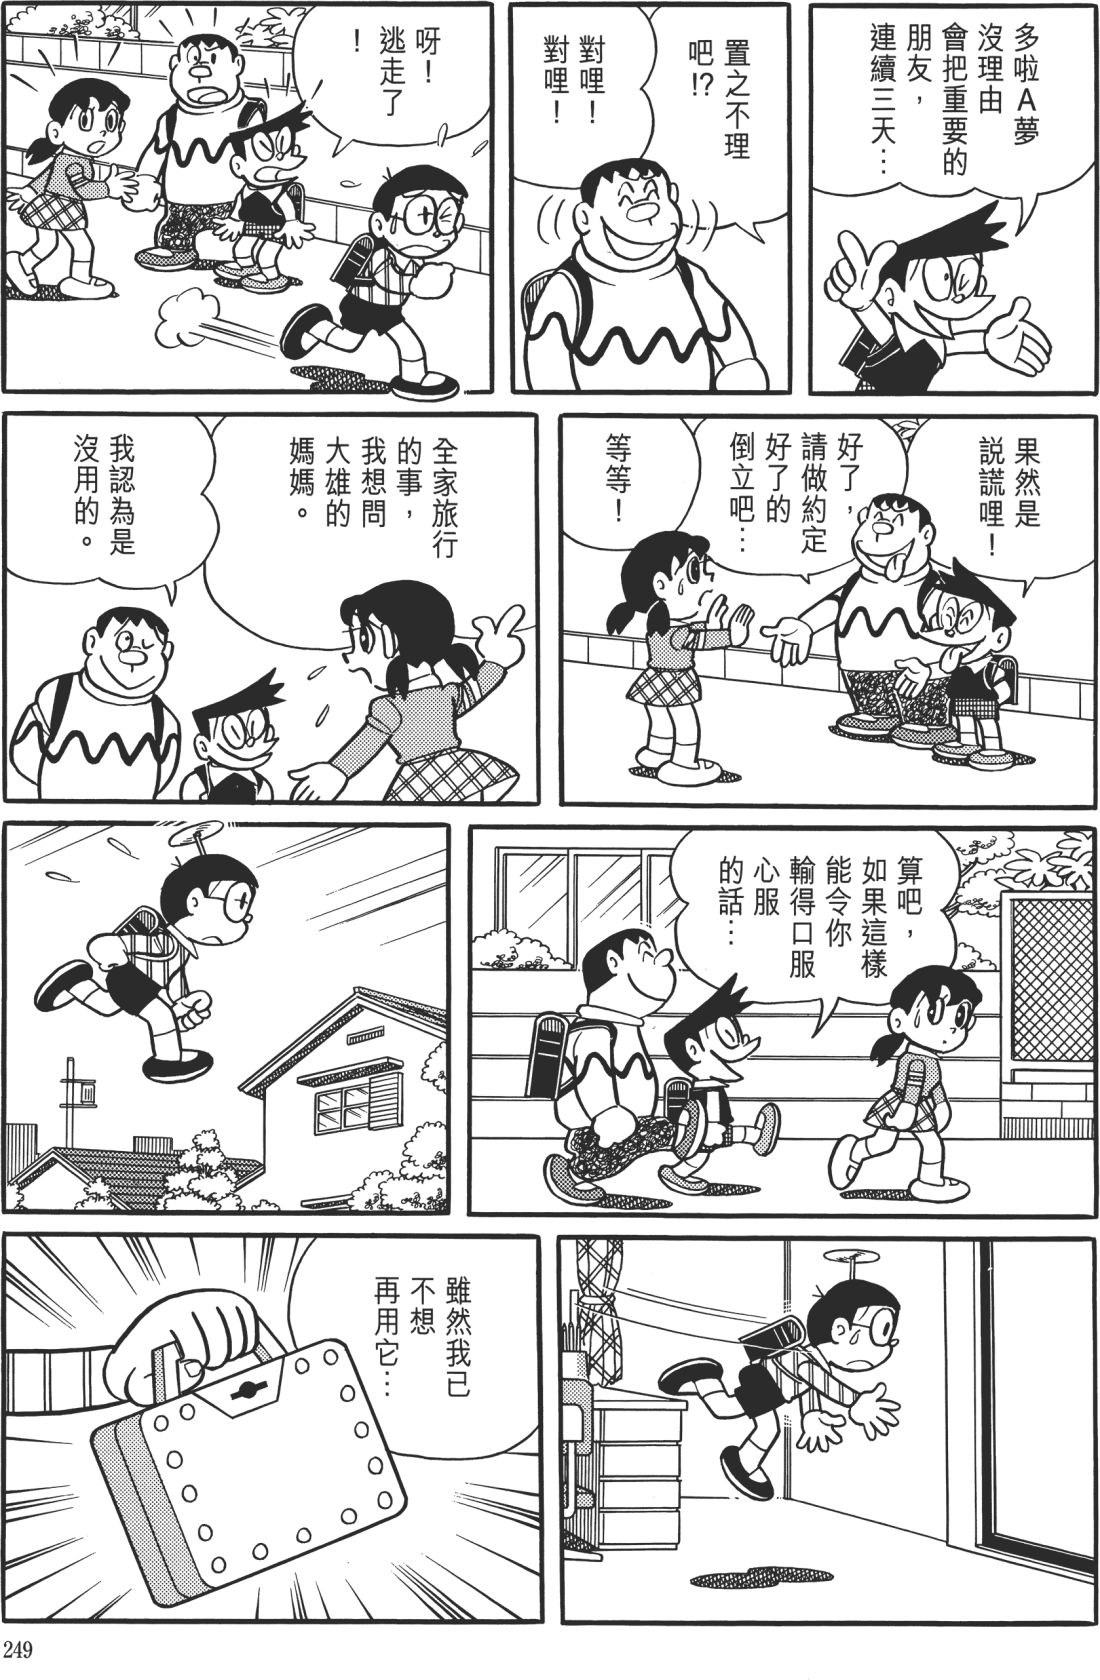 多啦A夢
沒理由
會把重要的
朋友，
連續三天…
置之不理
吧!?
對哩！
對哩！
呀！
逃走了
！
果然是
説謊哩！
好了，
請做約定
好了的
倒立吧…
等等！
全家旅行
的事，
我想問
大雄的
媽媽。
我認為是
沒用的。
算吧，
如果這樣
能令你
輸得口服
心服
的話…
雖然我已
不想
再用它…
249